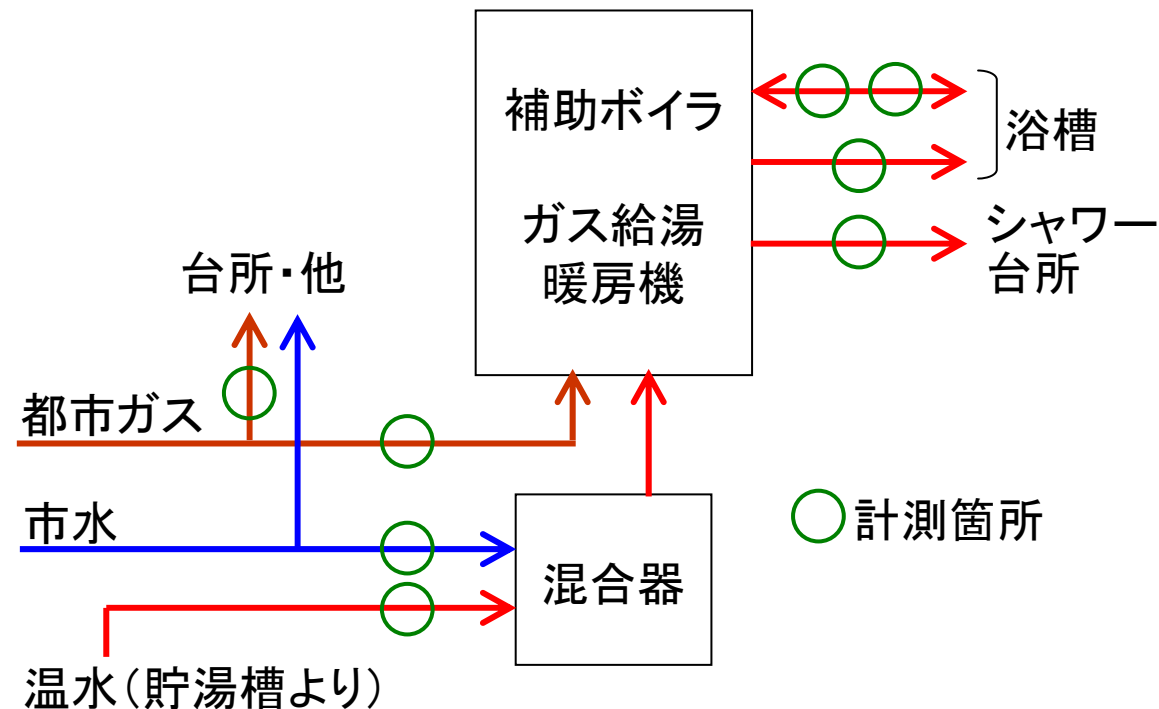 補助ボイラ
ガス給湯
暖房機
浴槽
シャワー
台所
台所・他
都市ガス
市水
混合器
計測箇所
温水(貯湯槽より)